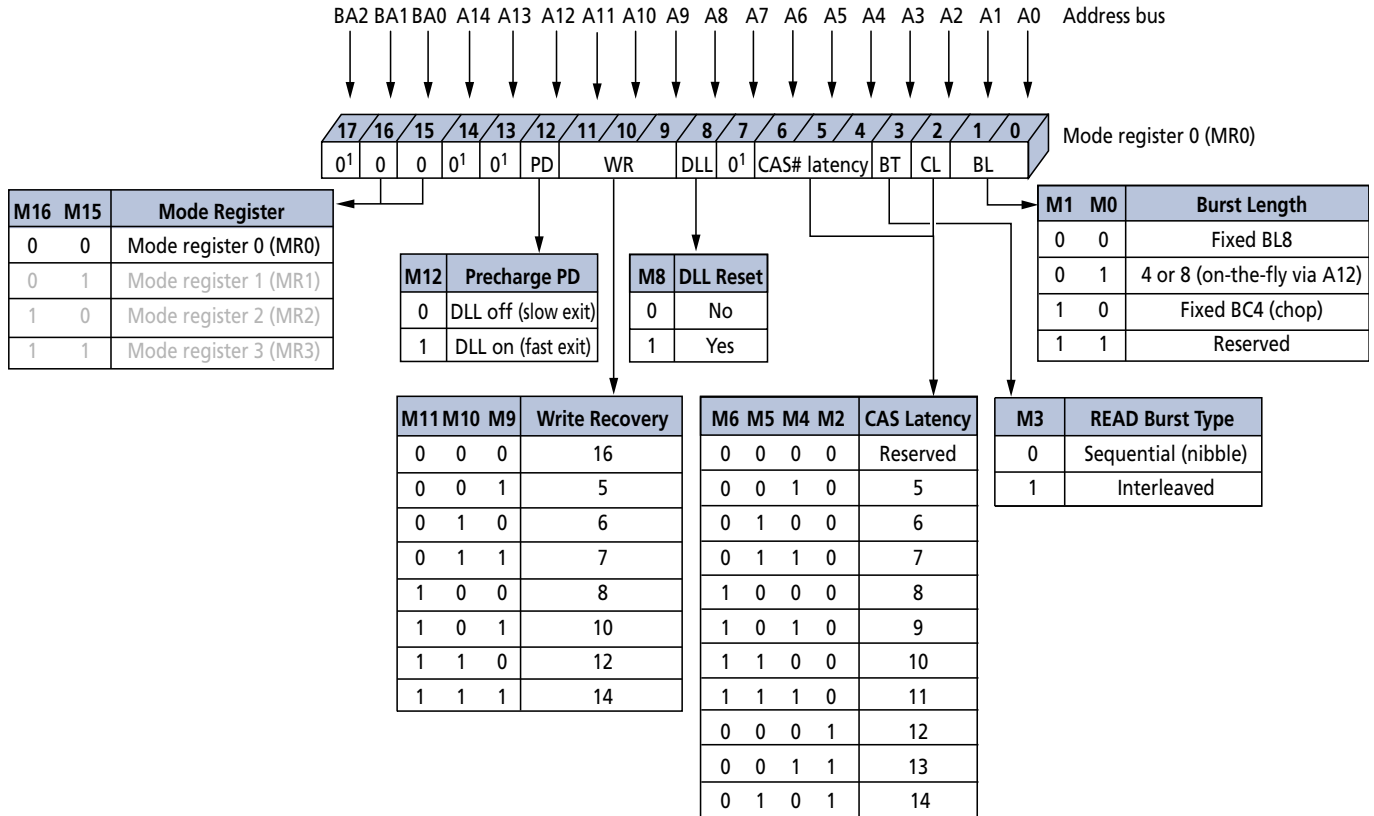 BA2 BA1 BA0 A14 A13 A12 A11 A10 A9 A8 A7 A6 A5 A4 A3 A2 A1 A0 Address bus
17 16 15 14 13 12 11 10 9 8 7 6 5 4 3 2 1 0
Mode register 0 (MR0)
0¹ 0 0 0¹ 0¹ PD WR DLL 0¹ CAS# latency BT CL BL
M16 M15 Mode Register
0 0 Mode register 0 (MR0)
0 1 Mode register 1 (MR1)
1 0 Mode register 2 (MR2)
1 1 Mode register 3 (MR3)
M12 Precharge PD
0 DLL off (slow exit)
1 DLL on (fast exit)
M8 DLL Reset
0 No
1 Yes
M1 M0 Burst Length
0 0 Fixed BL8
0 1 4 or 8 (on-the-fly via A12)
1 0 Fixed BC4 (chop)
1 1 Reserved
M11 M10 M9 Write Recovery
0 0 0 16
0 0 1 5
0 1 0 6
0 1 1 7
1 0 0 8
1 0 1 10
1 1 0 12
1 1 1 14
M6 M5 M4 M2 CAS Latency
0 0 0 0 Reserved
0 0 1 0 5
0 1 0 0 6
0 1 1 0 7
1 0 0 0 8
1 0 1 0 9
1 1 0 0 10
1 1 1 0 11
0 0 0 1 12
0 0 1 1 13
0 1 0 1 14
M3 READ Burst Type
0 Sequential (nibble)
1 Interleaved